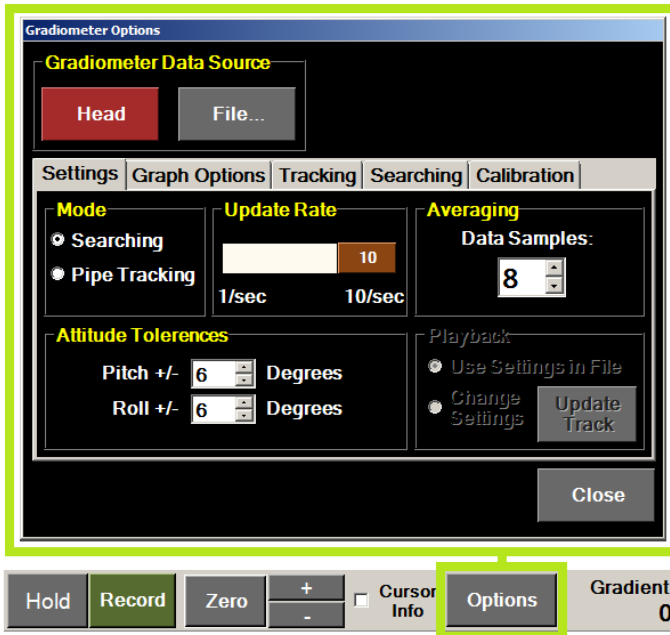 Gradiometer Options
Gradiometer Data Source
Head File...
Settings Graph Options Tracking Searching Calibration
Mode Update Rate Averaging
Searching Data Samples:
Pipe Tracking 10 8
1/sec 10/sec
Attitude Tolerences Playback
Pitch +/- 6 Degrees Use Settings in File
Roll +/- 6 Degrees Change Settings Update Track
Close
Hold Record Zero + - Cursor Info Options Gradient
0